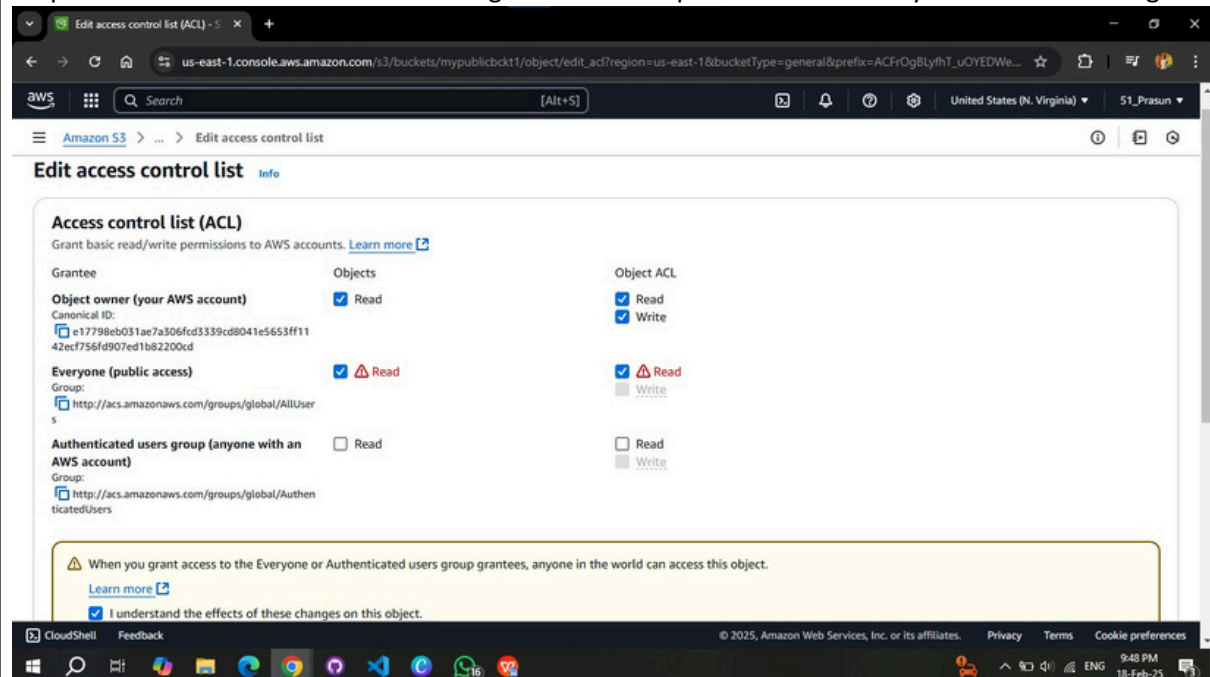 Edit access control list (ACL) - S
us-east-1.console.aws.amazon.com/s3/buckets/mypublicbckt1/object/edit_acl?region=us-east-1&bucketType=general&prefix=ACFrOgBLyfhT_uOYEDWe...
aws Search [Alt+S] United States (N. Virginia) 51_Prasun
Amazon S3 > ... > Edit access control list
Edit access control list Info
Access control list (ACL)
Grant basic read/write permissions to AWS accounts. Learn more
Grantee Objects Object ACL
Object owner (your AWS account) Read Read
Canonical ID: Write
e17798eb031ae7a306fcd3339cd8041e5653ff11
42ecf756fd907ed1b82200cd
Everyone (public access) Read Read
Group: Write
http://acs.amazonaws.com/groups/global/AllUser
s
Authenticated users group (anyone with an Read Read
AWS account) Write
Group:
http://acs.amazonaws.com/groups/global/Authen
ticatedUsers
When you grant access to the Everyone or Authenticated users group grantees, anyone in the world can access this object.
Learn more
I understand the effects of these changes on this object.
CloudShell Feedback © 2025, Amazon Web Services, Inc. or its affiliates. Privacy Terms Cookie preferences
16 ENG 9:48 PM
18-Feb-25 3